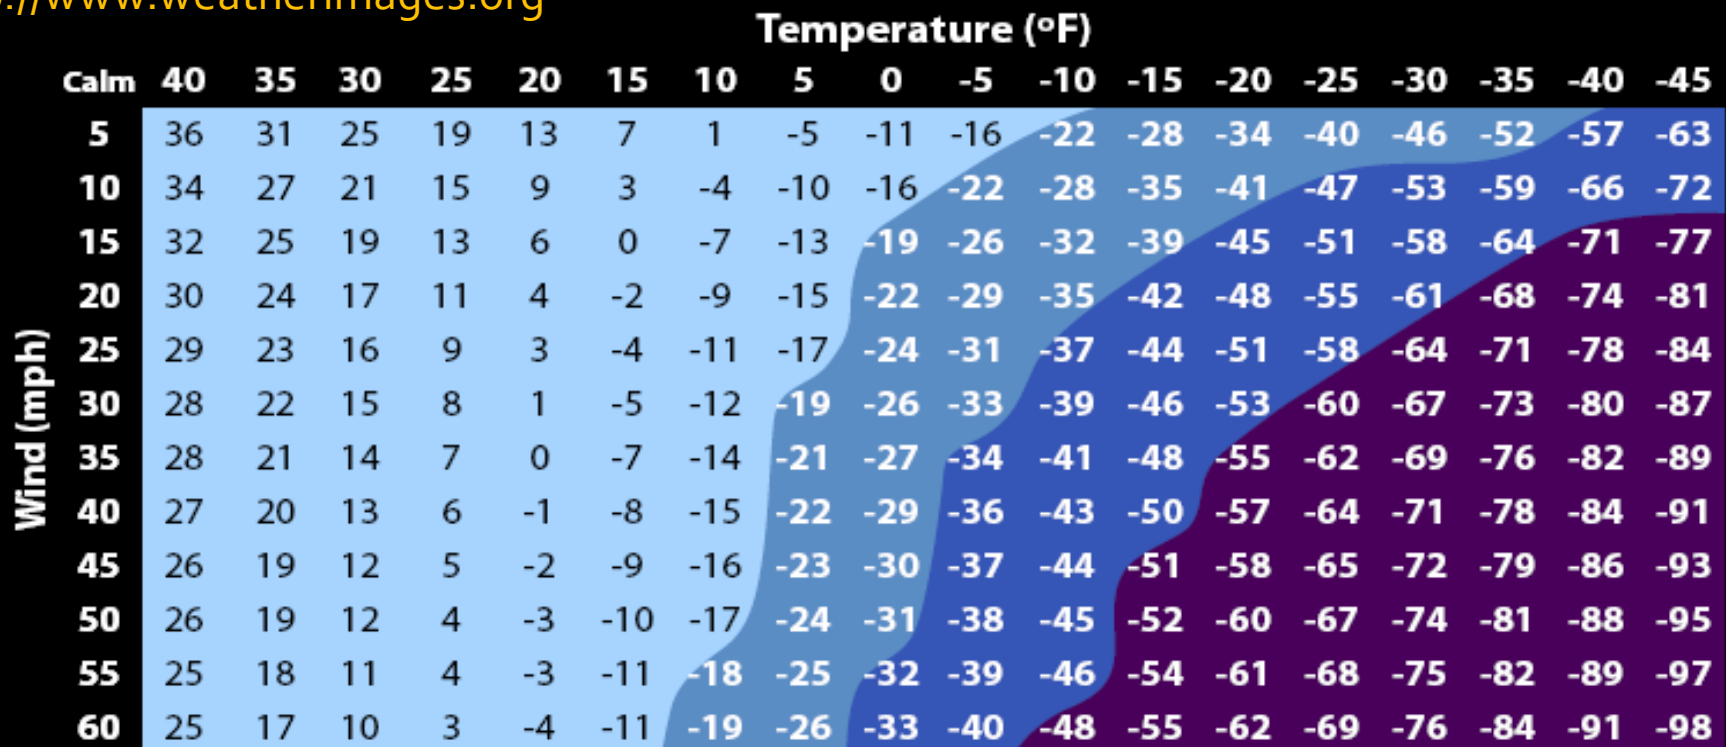 ://www.weatherimages.org
Temperature (ºF)
Calm 40 35 30 25 20 15 10 5 0 -5 -10 -15 -20 -25 -30 -35 -40 -45
5 36 31 25 19 13 7 1 -5 -11 -16 -22 -28 -34 -40 -46 -52 -57 -63
10 34 27 21 15 9 3 -4 -10 -16 -22 -28 -35 -41 -47 -53 -59 -66 -72
15 32 25 19 13 6 0 -7 -13 -19 -26 -32 -39 -45 -51 -58 -64 -71 -77
20 30 24 17 11 4 -2 -9 -15 -22 -29 -35 -42 -48 -55 -61 -68 -74 -81
Wind (mph)
25 29 23 16 9 3 -4 -11 -17 -24 -31 -37 -44 -51 -58 -64 -71 -78 -84
30 28 22 15 8 1 -5 -12 -19 -26 -33 -39 -46 -53 -60 -67 -73 -80 -87
35 28 21 14 7 0 -7 -14 -21 -27 -34 -41 -48 -55 -62 -69 -76 -82 -89
40 27 20 13 6 -1 -8 -15 -22 -29 -36 -43 -50 -57 -64 -71 -78 -84 -91
45 26 19 12 5 -2 -9 -16 -23 -30 -37 -44 -51 -58 -65 -72 -79 -86 -93
50 26 19 12 4 -3 -10 -17 -24 -31 -38 -45 -52 -60 -67 -74 -81 -88 -95
55 25 18 11 4 -3 -11 -18 -25 -32 -39 -46 -54 -61 -68 -75 -82 -89 -97
60 25 17 10 3 -4 -11 -19 -26 -33 -40 -48 -55 -62 -69 -76 -84 -91 -98